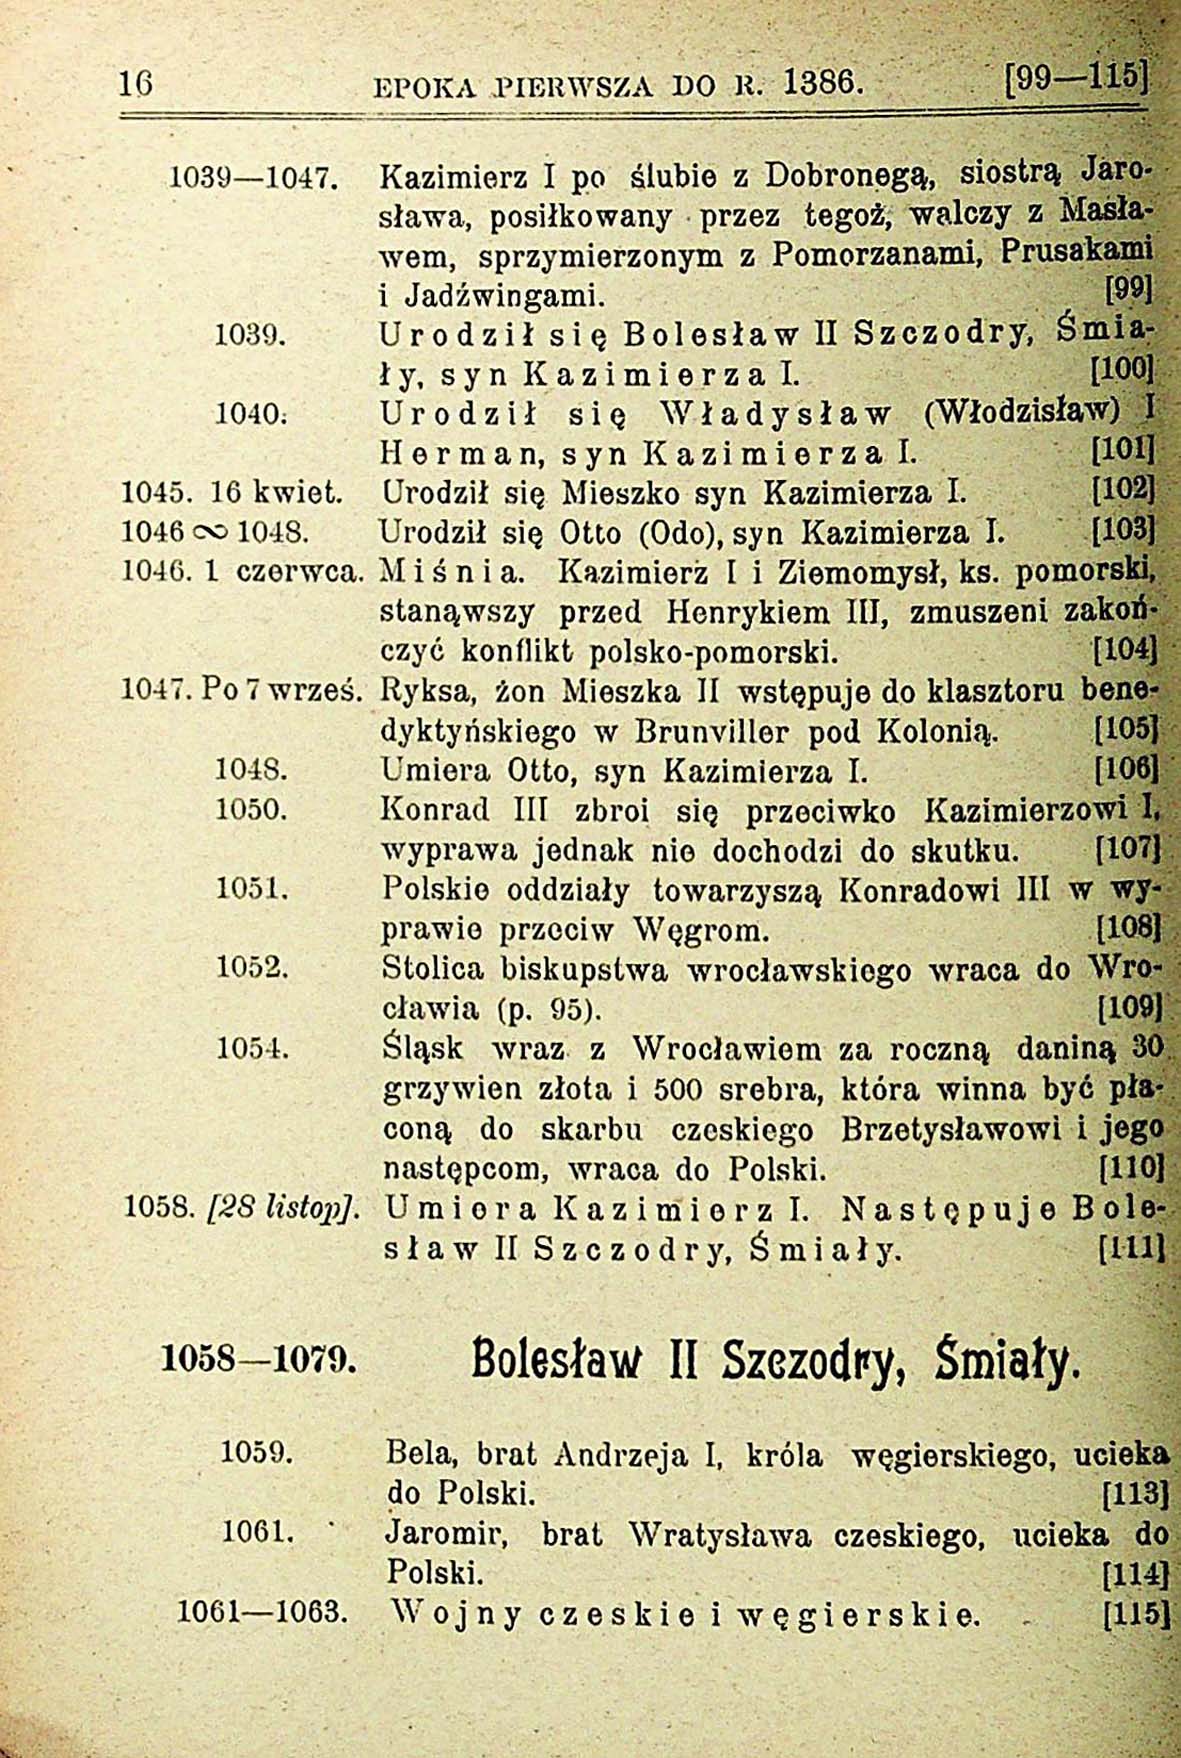 16 EPOKA PIERWSZA DO R. 1386. [99—115]
1039—1047. Kazimierz I po ślubie z Dobronegą, siostrą Jaro-
sława, posiłkowany przez tegoż, walczy z Masła-
wem, sprzymierzonym z Pomorzanami, Prusakami
i Jadźwingami. [99]
1039. Urodził się Bolesław II Szczodry, Śmia-
ły, syn Kazimierza I. [100]
1040. Urodził się Władysław (Włodzisław) I
Herman, syn Kazimierza I. [101]
1045. 16 kwiet. Urodził się Mieszko syn Kazimierza I. [102]
1046 ∾ 1048. Urodził się Otto (Odo), syn Kazimierza I. [103]
1046. 1 czerwca. Miśnia. Kazimierz I i Ziemomysł, ks. pomorski,
stanąwszy przed Henrykiem III, zmuszeni zakoń-
czyć konflikt polsko-pomorski. [104]
1047. Po 7 wrześ. Ryksa, żon Mieszka II wstępuje do klasztoru bene-
dyktyńskiego w Brunviller pod Kolonią. [105]
1048. Umiera Otto, syn Kazimierza I. [106]
1050. Konrad III zbroi się przeciwko Kazimierzowi I,
wyprawa jednak nie dochodzi do skutku. [107]
1051. Polskie oddziały towarzyszą Konradowi III w wy-
prawie przeciw Węgrom. [108]
1052. Stolica biskupstwa wrocławskiego wraca do Wro-
cławia (p. 95). [109]
1054. Śląsk wraz z Wrocławiem za roczną daniną 30
grzywien złota i 500 srebra, która winna być pła-
coną do skarbu czeskiego Brzetysławowi i jego
następcom, wraca do Polski. [110]
1058. [28 listop]. Umiera Kazimierz I. Następuje Bole-
sław II Szczodry, Śmiały. [111]
1058—1079. Bolesław II Szczodry, Śmiały.
1059. Bela, brat Andrzeja I, króla węgierskiego, ucieka
do Polski. [113]
1061. Jaromir, brat Wratysława czeskiego, ucieka do
Polski. [114]
1061—1063. Wojny czeskie i węgierskie. [115]